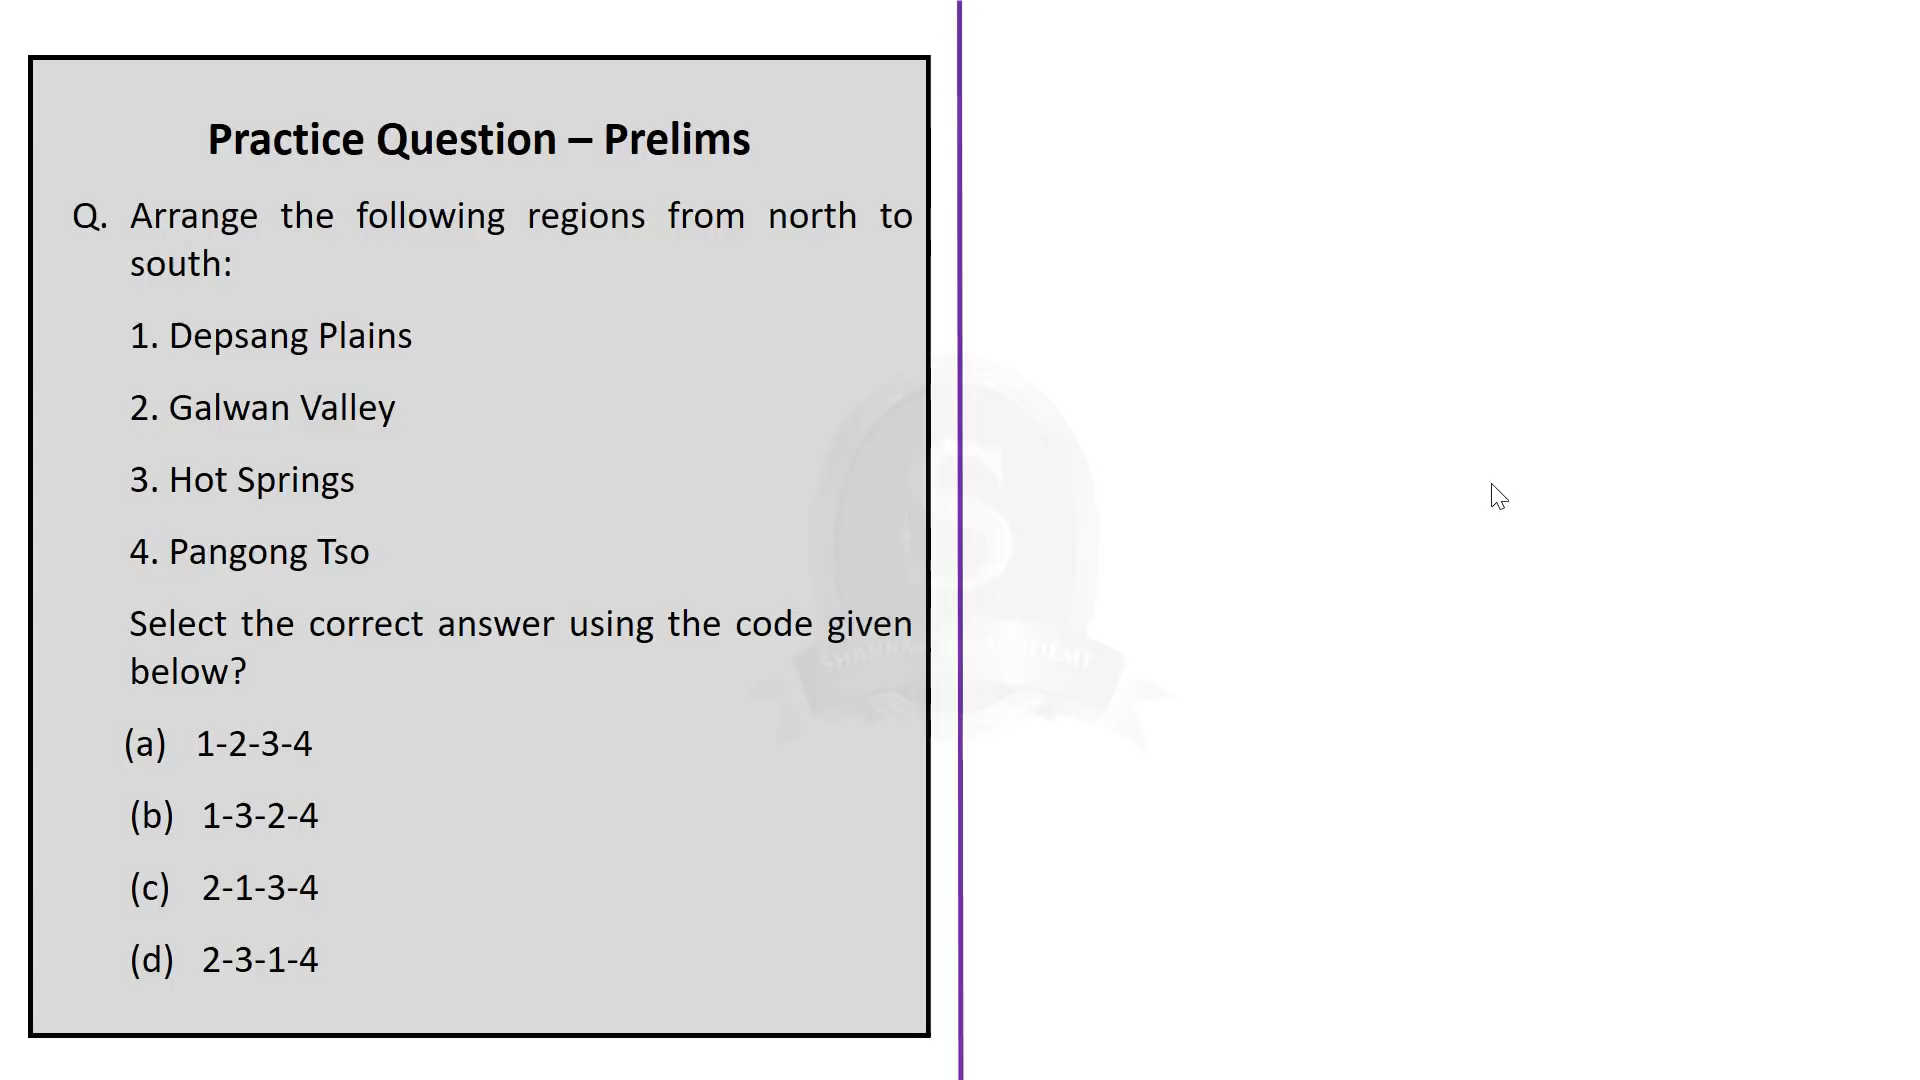 Practice Question – Prelims
Q. Arrange the following regions from north to
south:
1. Depsang Plains
2. Galwan Valley
3. Hot Springs
4. Pangong Tso
Select the correct answer using the code given
below?
(a) 1-2-3-4
(b) 1-3-2-4
(c) 2-1-3-4
(d) 2-3-1-4
S
ACADEMY